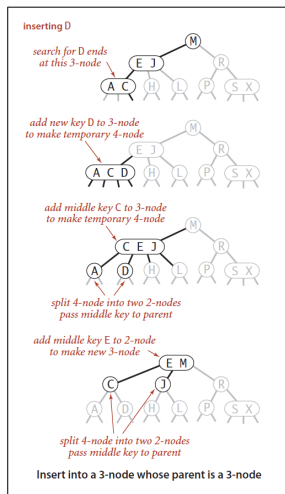 inserting D
M
search for D ends
at this 3-node
E J
R
A C
H
L
P
S X
add new key D to 3-node
to make temporary 4-node
M
E J
R
A C D
H
L
P
S X
add middle key C to 3-node
to make temporary 4-node
M
C E J
R
A
D
H
L
P
S X
split 4-node into two 2-nodes
pass middle key to parent
add middle key E to 2-node
to make new 3-node
E M
C
J
R
A
D
H
L
P
S X
split 4-node into two 2-nodes
pass middle key to parent
Insert into a 3-node whose parent is a 3-node